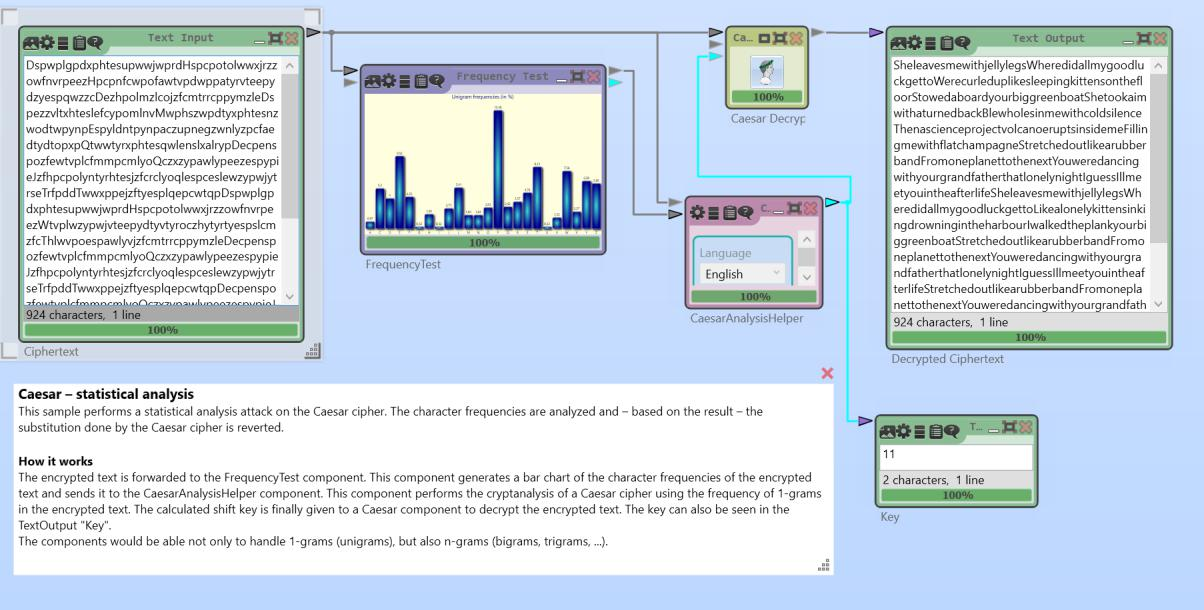 Text Input
DspwplgpdxphtesupwwjwprdHspcpotolwwxjrzz
owfnvrpeezHpcpnfcwpofawtvpdwppatyrvteepy
dzyespqwzzcDezhpolmzlcojzfcmtrrcppymzleDs
pezzvltxhteslefcypomlnvMwphszwpdtyxphtesnz
wodtwpynpEspyldntpynpaczupnegzwnlyzpcfae
dtydtopxpQtwwtyrxphtesqwlenslxalrypDecpens
pozfewtvplcfmmpcmlyoQczxzypawlypeezespypi
eJzfhpcpolyntyrhtesjzfcrclyoqlespceslewzypwjyt
rseTrfpddTwwxppejzftyesplqepcwtqpDspwplgp
dxphtesupwwjwprdHspcpotolwwxjrzzowfnvrpe
ezWtvplwzypwjvteepydtyvtyroczhytyrtyespslcm
zfcThlwvpoespawlyvjzfcmtrrcppymzleDecpensp
ozfewtvplcfmmpcmlyoQczxzypawlypeezespypie
Jzfhpcpolyntyrhtesjzfcrclyoqlespceslewzypwjytr
seTrfpddTwwxppejzftyesplqepcwtqpDecpenspo
zfewtvplcfmmpcmlyoQczxzypawlypeezespypieJ
924 characters,  1 line
100%
Ciphertext
Frequency Test
Unigram frequencies (in %)
100%
FrequencyTest
Ca...
100%
Caesar Decryp
C...
Language
English
100%
CaesarAnalysisHelper
Text Output
SheleavesmewithjellylegsWheredidallmygoodlu
ckgettoWerecurleduplikesleepingkittensonthefl
oorStowedaboardyourbiggreenboatShetookaim
withaturnedbackBlewholesinmewithcoldsilence
Thenascienceprojectvolcanoeruptsinsidemefillin
gmewithflatchampagneStretchedoutlikearubber
bandFromoneplanettothenextYouweredancing
withyourgrandfatherthatlonelynightIguessIllme
etyouintheafterlifeSheleavesmewithjellylegsWh
eredidallmygoodluckgettoLikealonelykittensinki
ngdrowningintheharbourIwalkedtheplankyourbi
ggreenboatStretchedoutlikearubberbandFromo
neplanettothenextYouweredancingwithyourgra
ndfatherthatlonelynightIguessIllmeetyouintheaf
terlifeStretchedoutlikearubberbandFromonepla
nettothenextYouweredancingwithyourgrandfath
924 characters,  1 line
100%
Decrypted Ciphertext
T...
11
2 characters,  1 line
100%
Key
Caesar – statistical analysis
This sample performs a statistical analysis attack on the Caesar cipher. The character frequencies are analyzed and – based on the result – the
substitution done by the Caesar cipher is reverted.
How it works
The encrypted text is forwarded to the FrequencyTest component. This component generates a bar chart of the character frequencies of the encrypted
text and sends it to the CaesarAnalysisHelper component. This component performs the cryptanalysis of a Caesar cipher using the frequency of 1-grams
in the encrypted text. The calculated shift key is finally given to a Caesar component to decrypt the encrypted text. The key can also be seen in the
TextOutput "Key".
The components would be able not only to handle 1-grams (unigrams), but also n-grams (bigrams, trigrams, ...).